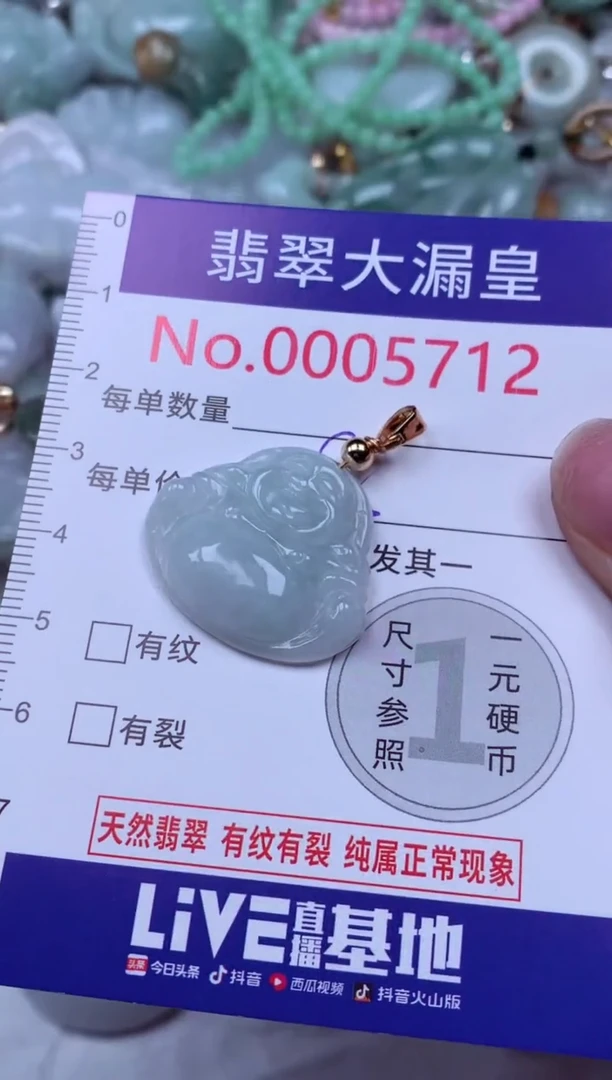 0
翡翠大漏皇
1
No.0005712
2
每单数量
3
每单价
4
发其一
5
有纹
尺寸参照
1
一元硬币
6
有裂
7
天然翡翠 有纹有裂 纯属正常现象
LiVE直播基地
头条 今日头条 抖音 西瓜视频 抖音火山版